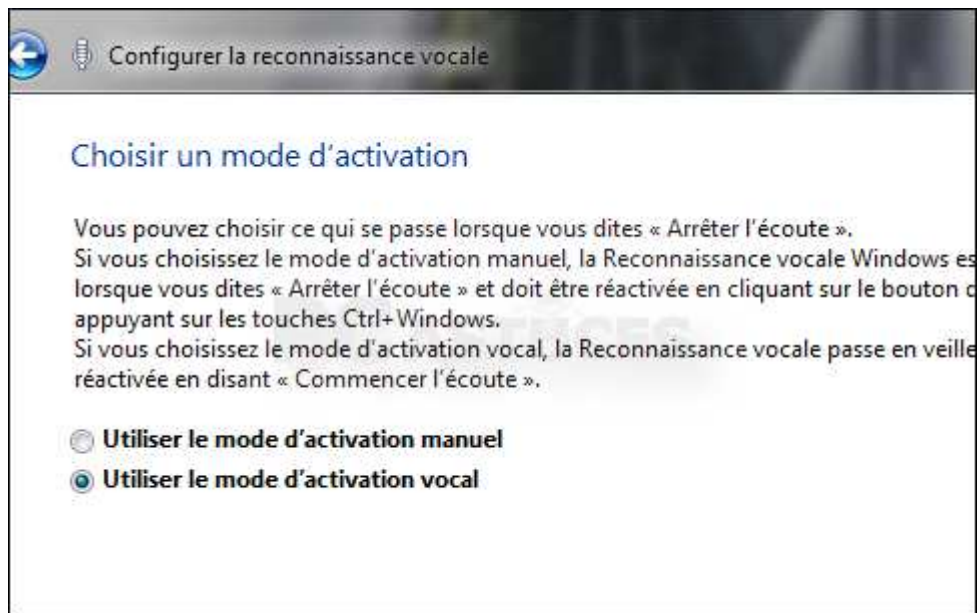 Configurer la reconnaissance vocale
Choisir un mode d'activation
Vous pouvez choisir ce qui se passe lorsque vous dites « Arrêter l'écoute ».
Si vous choisissez le mode d'activation manuel, la Reconnaissance vocale Windows es
lorsque vous dites « Arrêter l'écoute » et doit être réactivée en cliquant sur le bouton
appuyant sur les touches Ctrl+Windows.
Si vous choisissez le mode d'activation vocal, la Reconnaissance vocale passe en veille
réactivée en disant « Commencer l'écoute ».
Utiliser le mode d'activation manuel
Utiliser le mode d'activation vocal